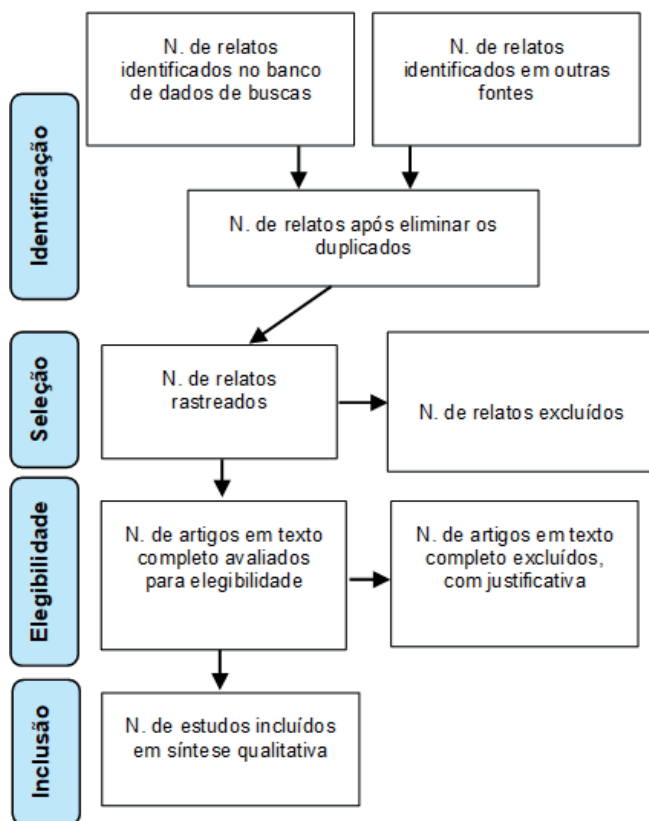 N. de relatos
identificados no banco
de dados de buscas
N. de relatos
identificados em outras
fontes
Identificação
N. de relatos após eliminar os
duplicados
Seleção
N. de relatos
rastreados
N. de relatos excluídos
Elegibilidade
N. de artigos em texto
completo avaliados
para elegibilidade
N. de artigos em texto
completo excluídos,
com justificativa
Inclusão
N. de estudos incluídos
em síntese qualitativa